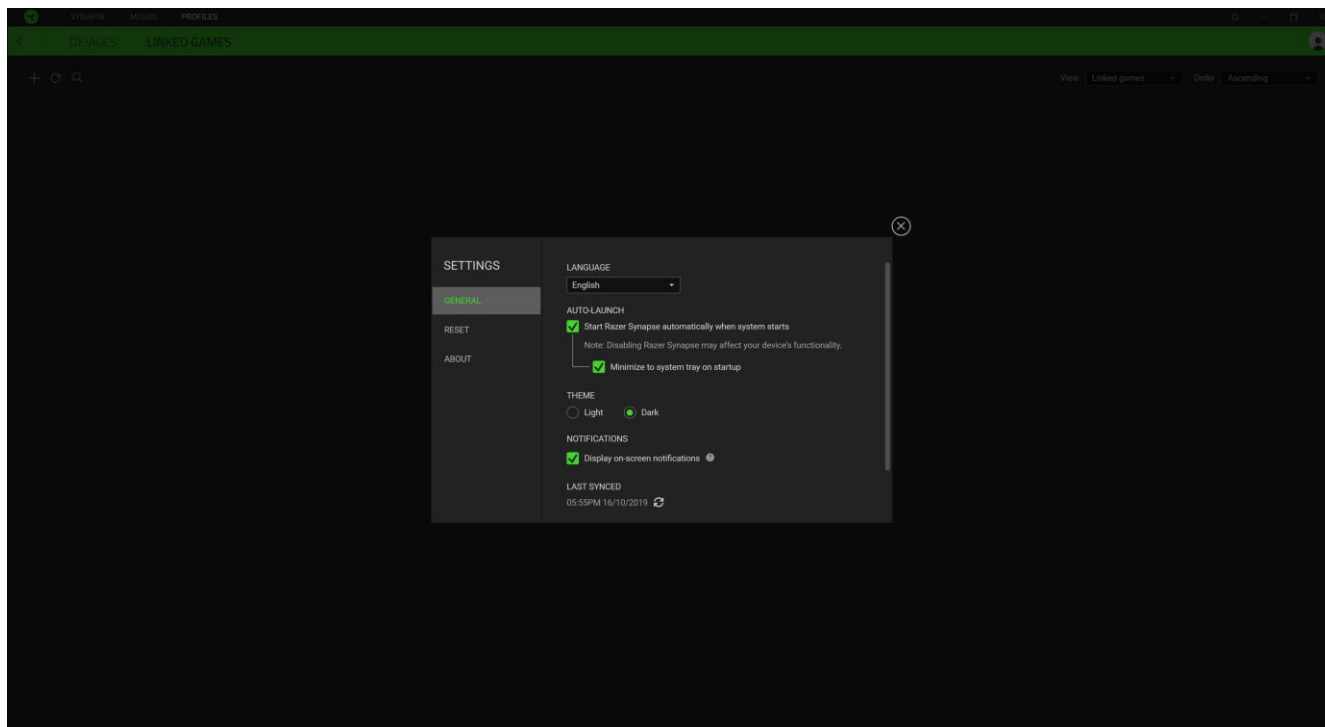 SYNAPSE MOUSE PROFILES
DEVICES LINKED GAMES
View Linked games Order Ascending
SETTINGS
GENERAL
RESET
ABOUT
LANGUAGE
English
AUTO-LAUNCH
Start Razer Synapse automatically when system starts
Note: Disabling Razer Synapse may affect your device's functionality.
Minimize to system tray on startup
THEME
Light Dark
NOTIFICATIONS
Display on-screen notifications ?
LAST SYNCED
05:55PM 16/10/2019